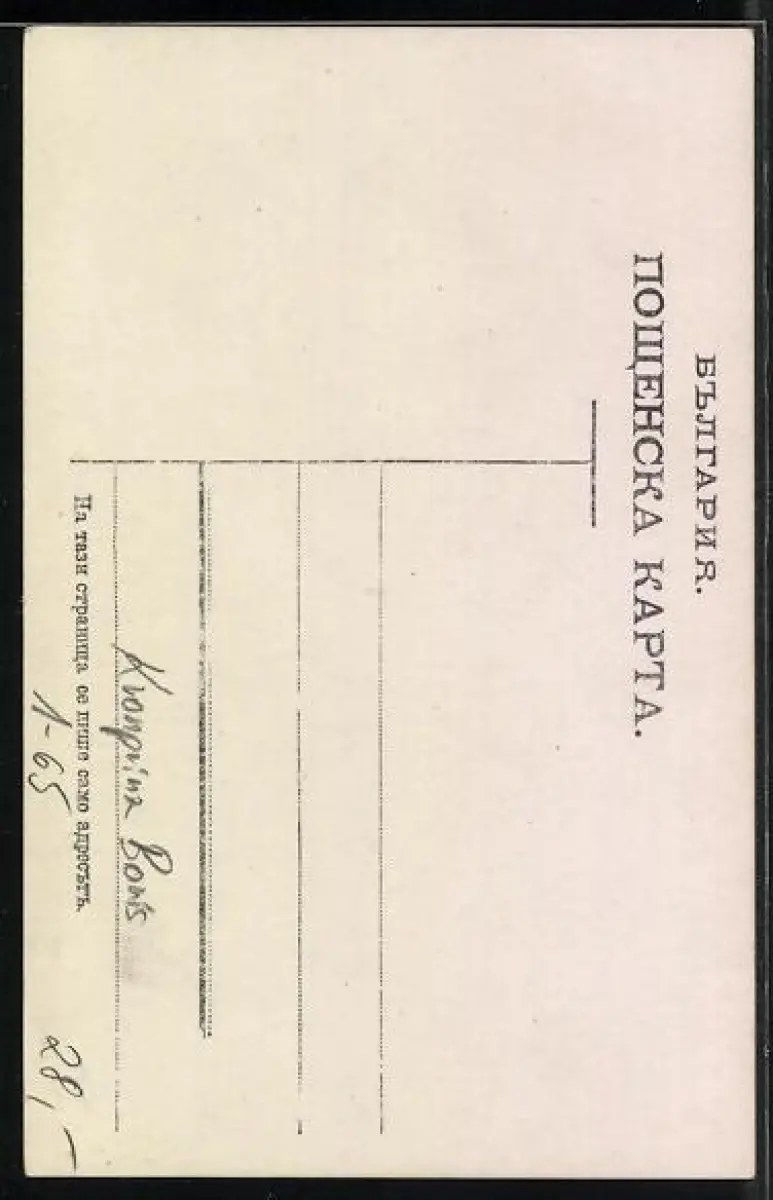 БЪЛГАРИЯ.
ПОЩЕНСКА КАРТА.
Kronprinz Boris
На тази страница се пише само адресътъ.
1-65
28,-